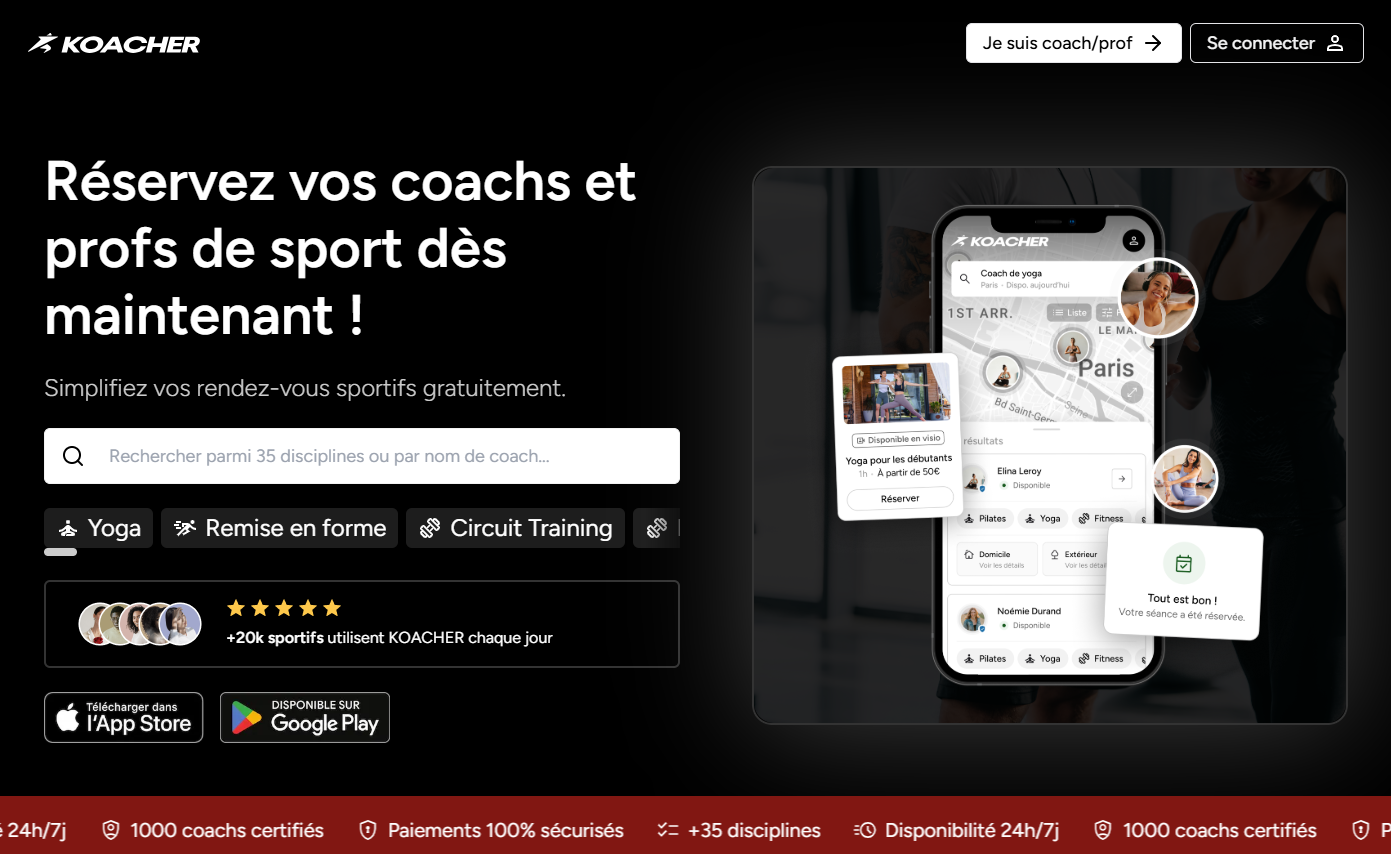 KOACHER
Je suis coach/prof
Se connecter
Réservez vos coachs et
profs de sport dès
maintenant !
Simplifiez vos rendez-vous sportifs gratuitement.
Rechercher parmi 35 disciplines ou par nom de coach...
Yoga
Remise en forme
Circuit Training
+20k sportifs utilisent KOACHER chaque jour
Télécharger dans
l'App Store
DISPONIBLE SUR
Google Play
KOACHER
Coach de yoga
Paris - Dispo. aujourd'hui
1ST ARR.
Liste
LE MA
Paris
Bd Saint-Germ
Seine
Disponible en visio
Yoga pour les débutants
1h - À partir de 50€
Réserver
résultats
Elina Leroy
Disponible
Pilates
Yoga
Fitness
Domicile
Voir les détails
Extérieur
Voir les détails
Noémie Durand
Disponible
Pilates
Yoga
Fitness
Tout est bon !
Votre séance a été réservée.
é 24h/7j
1000 coachs certifiés
Paiements 100% sécurisés
+35 disciplines
Disponibilité 24h/7j
1000 coachs certifiés
P